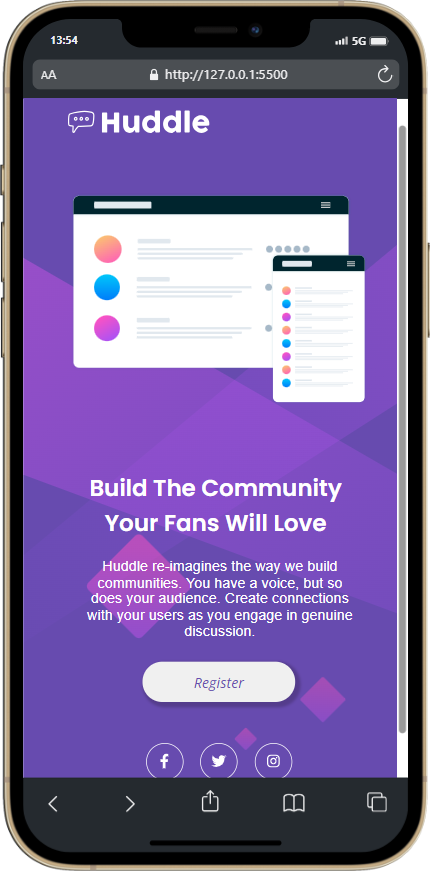 13:54
5G
AA
http://127.0.0.1:5500
Huddle
Build The Community
Your Fans Will Love
Huddle re-imagines the way we build
communities. You have a voice, but so
does your audience. Create connections
with your users as you engage in genuine
discussion.
Register